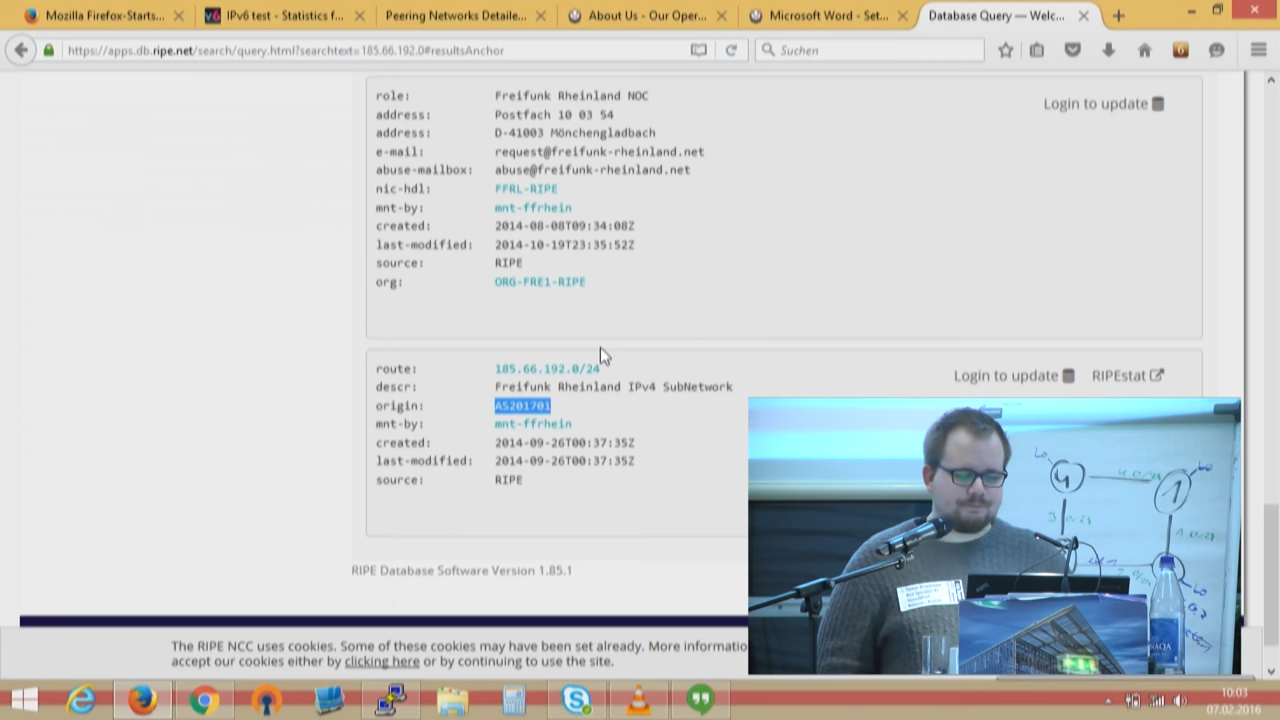 Mozilla Firefox-Starts...
IPv6 test - Statistics f...
Peering Networks Detaile...
About Us - Our Oper...
Microsoft Word - Set...
Database Query — Welc...
https://apps.db.ripe.net/search/query.html?searchtext=185.66.192.0#resultsAnchor
Suchen
6
role: Freifunk Rheinland NOC
Login to update
address: Postfach 10 03 54
address: D-41003 Mönchengladbach
e-mail: request@freifunk-rheinland.net
abuse-mailbox: abuse@freifunk-rheinland.net
nic-hdl: FFRL-RIPE
mnt-by: mnt-ffrhein
created: 2014-08-08T09:34:08Z
last-modified: 2014-10-19T23:35:52Z
source: RIPE
org: ORG-FRE1-RIPE
route: 185.66.192.0/24
Login to update RIPEstat
descr: Freifunk Rheinland IPv4 SubNetwork
origin: AS201701
mnt-by: mnt-ffrhein
created: 2014-09-26T00:37:35Z
last-modified: 2014-09-26T00:37:35Z
source: RIPE
4
1
RIPE Database Software Version 1.85.1
The RIPE NCC uses cookies. Some of these cookies may have been set already. More informatio
accept our cookies either by clicking here or by continuing to use the site.
10:03
07.02.2016